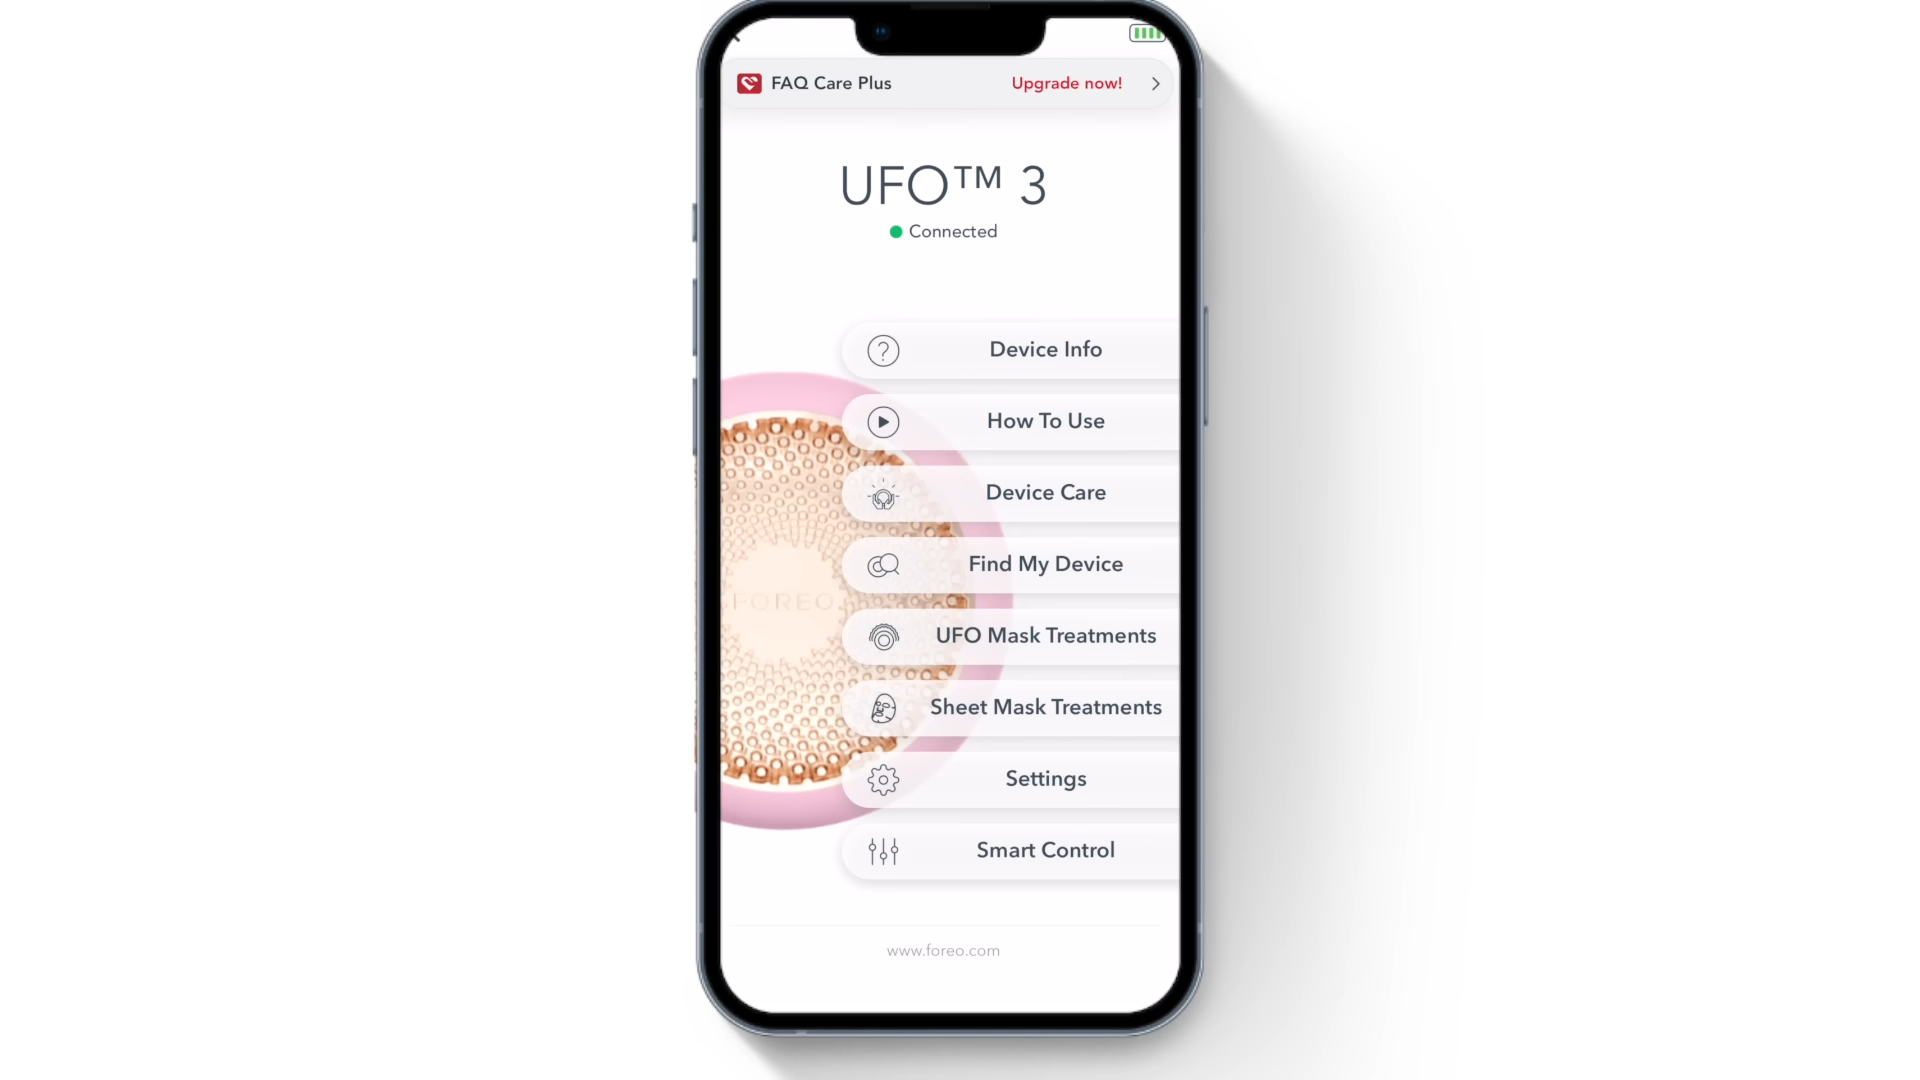 FAQ Care Plus Upgrade now!
UFO™ 3
Connected
Device Info
How To Use
Device Care
Find My Device
FOREO
UFO Mask Treatments
Sheet Mask Treatments
Settings
Smart Control
www.foreo.com